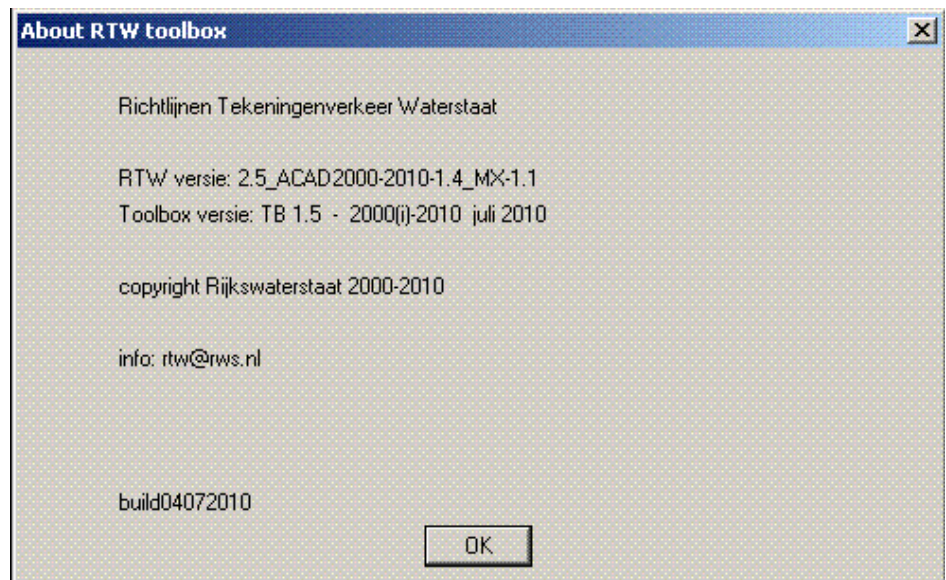 About RTW toolbox
Richtlijnen Tekeningenverkeer Waterstaat
RTW versie: 2.5_ACAD2000-2010-1.4_MX-1.1
Toolbox versie: TB 1.5 - 2000(i)-2010 juli 2010
copyright Rijkswaterstaat 2000-2010
info: rtw@rws.nl
build04072010
OK